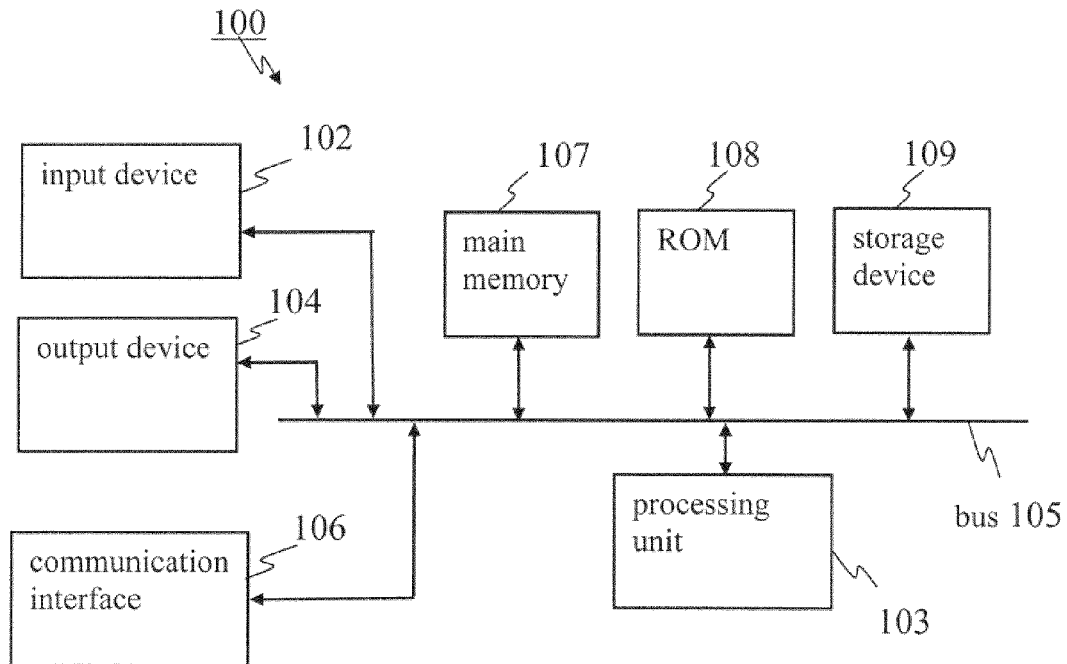 100
102
input device
107
108
109
main
memory
ROM
storage
device
104
output device
bus 105
processing
unit
106
communication
interface
103